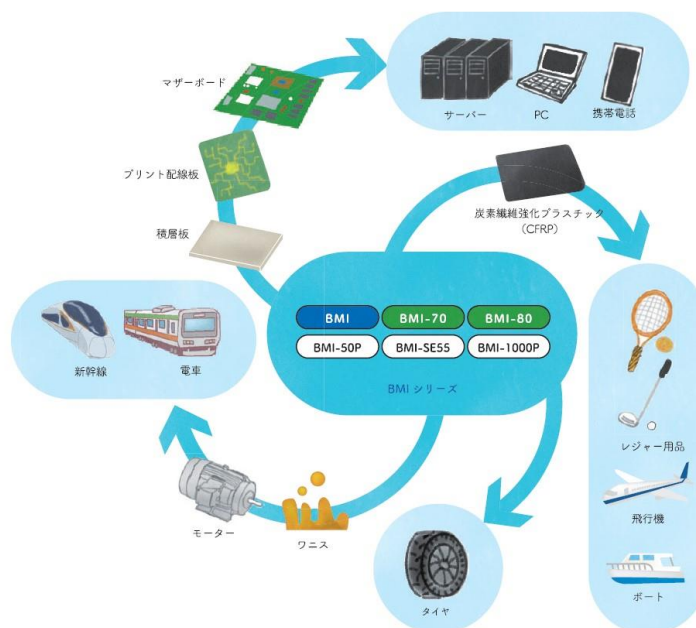 マザーボード
サーバー
PC
携帯電話
プリント配線板
積層板
炭素繊維強化プラスチック
(CFRP)
BMI
BMI-70
BMI-80
BMI-50P
BMI-SE55
BMI-1000P
BMI シリーズ
新幹線
電車
モーター
ワニス
タイヤ
レジャー用品
飛行機
ボート